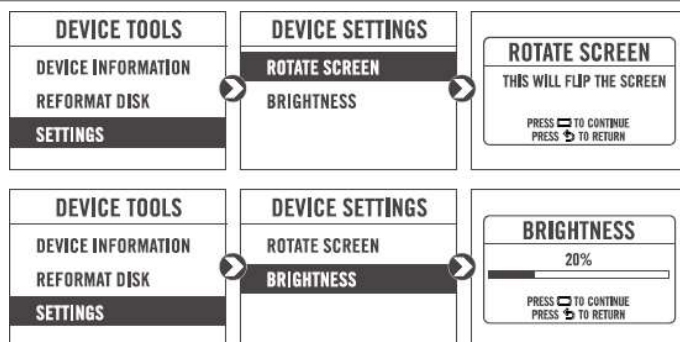 DEVICE TOOLS
DEVICE INFORMATION
REFORMAT DISK
SETTINGS
DEVICE SETTINGS
ROTATE SCREEN
BRIGHTNESS
ROTATE SCREEN
THIS WILL FLIP THE SCREEN
PRESS TO CONTINUE
PRESS TO RETURN
DEVICE TOOLS
DEVICE INFORMATION
REFORMAT DISK
SETTINGS
DEVICE SETTINGS
ROTATE SCREEN
BRIGHTNESS
BRIGHTNESS
20%
PRESS TO CONTINUE
PRESS TO RETURN